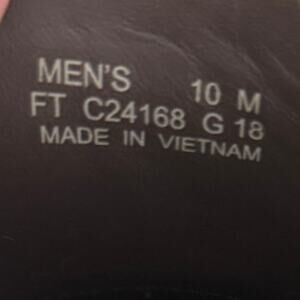 MEN'S 10 M
FT C24168 G 18
MADE IN VIETNAM